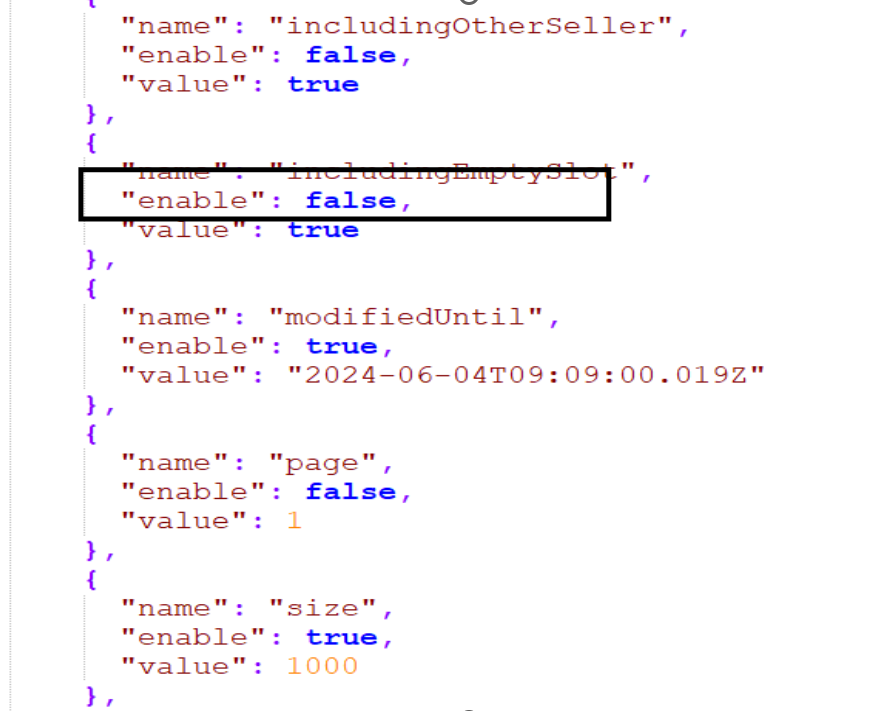 {
"name": "includingOtherSeller",
"enable": false,
"value": true
},
{
"name": "includingEmptySlot",
"enable": false,
"value": true
},
{
"name": "modifiedUntil",
"enable": true,
"value": "2024-06-04T09:09:00.019Z"
},
{
"name": "page",
"enable": false,
"value": 1
},
{
"name": "size",
"enable": true,
"value": 1000
},